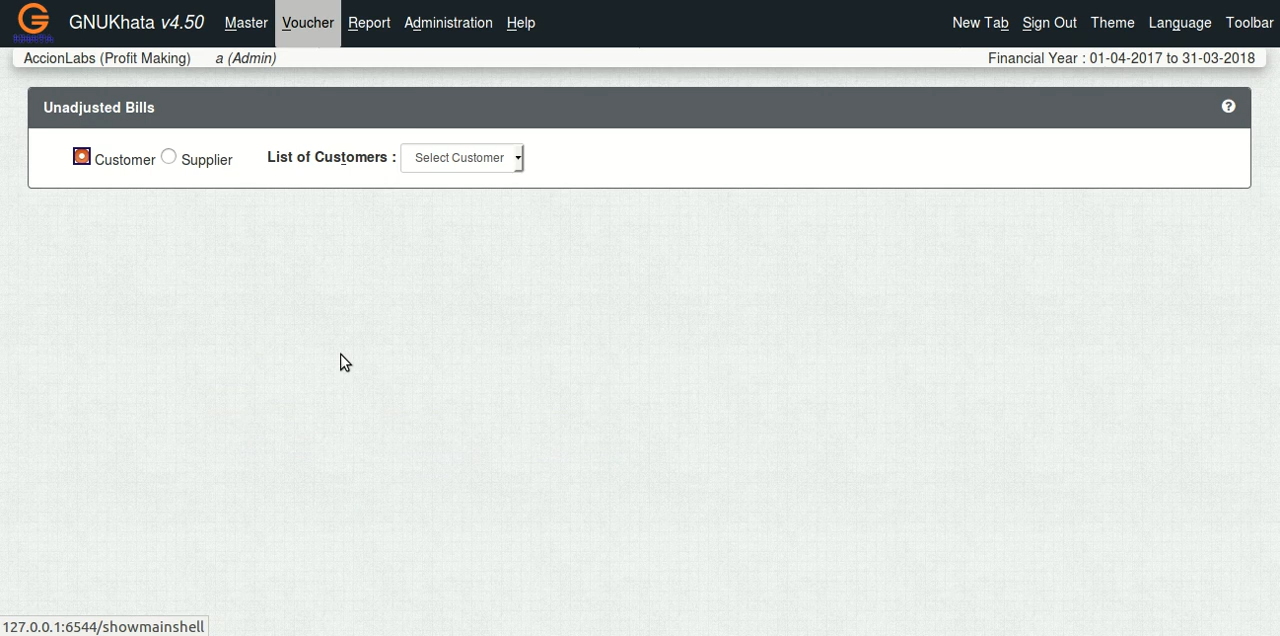 GNUKhata v4.50 Master Voucher Report Administration Help New Tab Sign Out Theme Language Toolbar
AccionLabs (Profit Making) a (Admin) Financial Year : 01-04-2017 to 31-03-2018
Unadjusted Bills
Customer Supplier List of Customers : Select Customer
127.0.0.1:6544/showmainshell